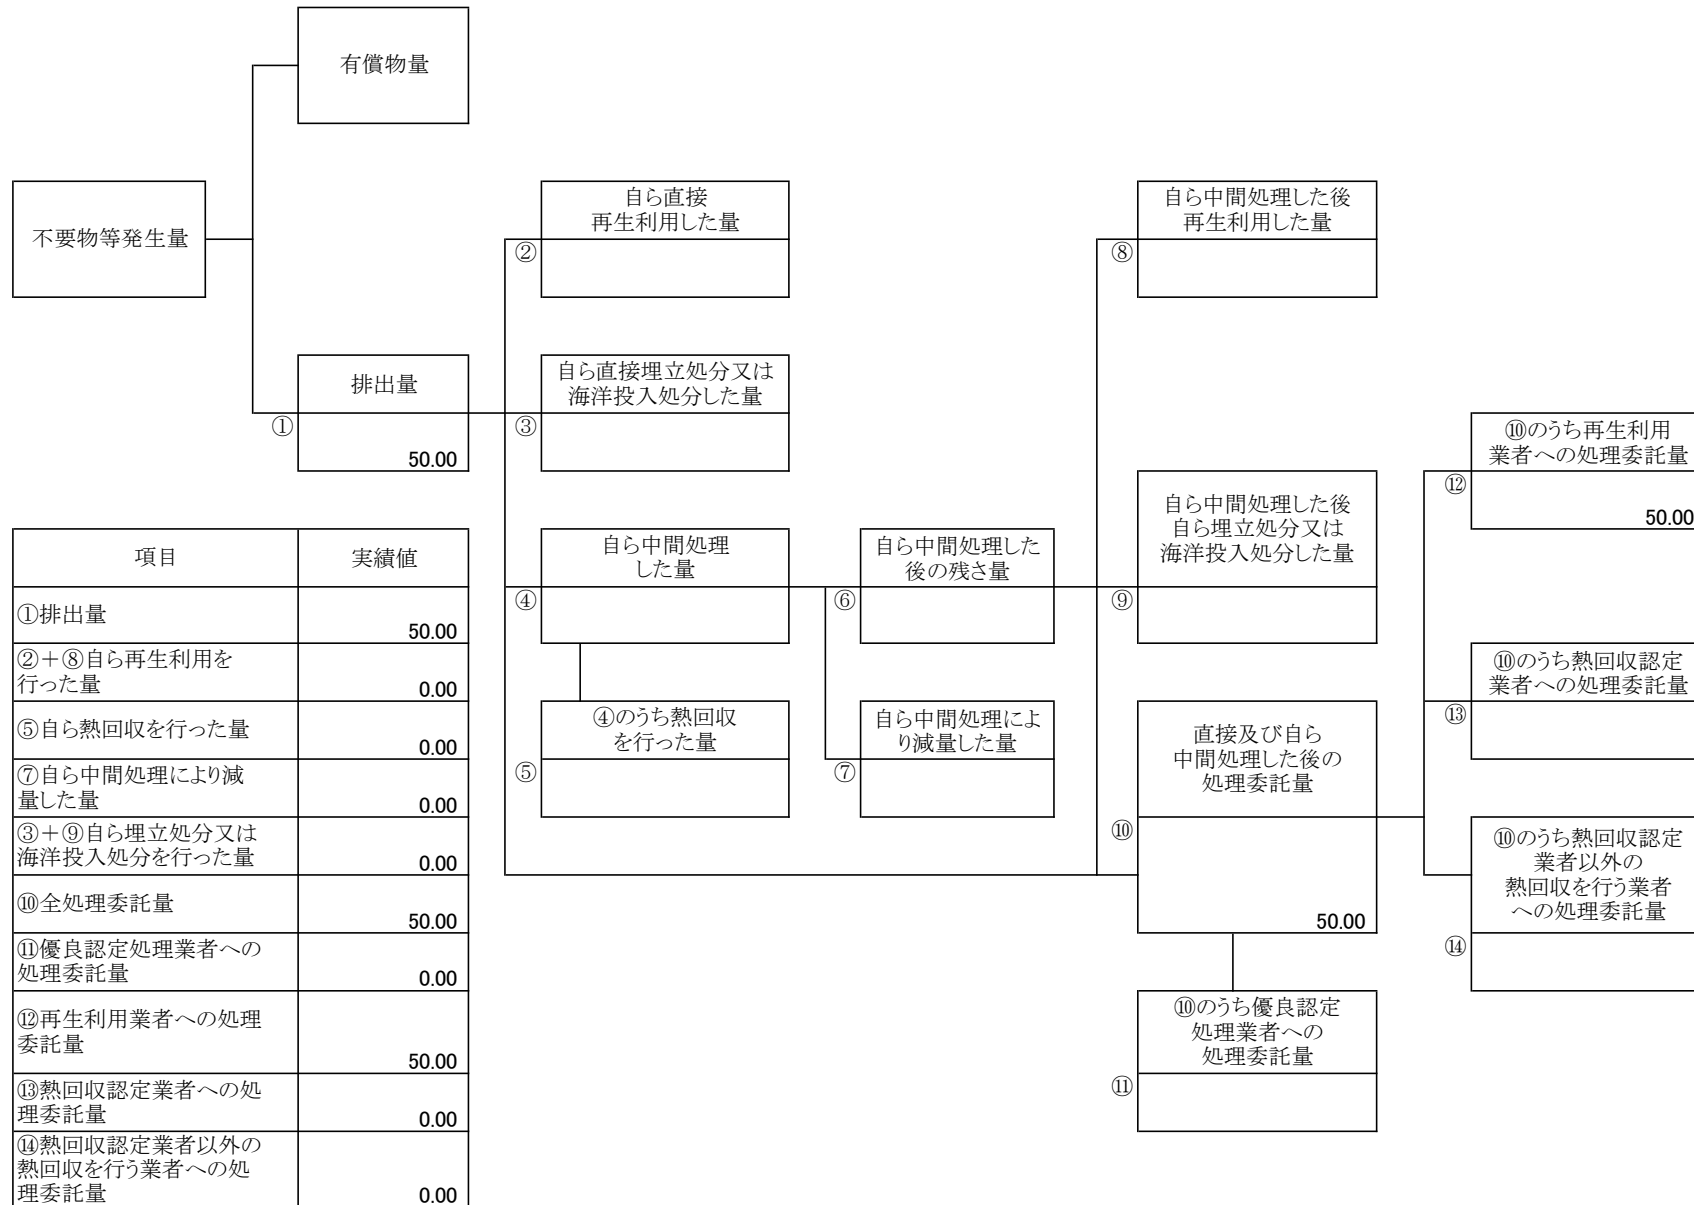 有償物量
不要物等発生量
自ら直接
再生利用した量
②
自ら中間処理した後
再生利用した量
⑧
排出量
①
50.00
自ら直接埋立処分又は
海洋投入処分した量
③
⑩のうち再生利用
業者への処理委託量
⑫
50.00
自ら中間処理した後
自ら埋立処分又は
海洋投入処分した量
⑨
自ら中間処理
した量
④
自ら中間処理した
後の残さ量
⑥
④のうち熱回収
を行った量
⑤
自ら中間処理によ
り減量した量
⑦
直接及び自ら
中間処理した後の
処理委託量
⑩
50.00
⑩のうち熱回収認定
業者への処理委託量
⑬
⑩のうち熱回収認定
業者以外の
熱回収を行う業者
への処理委託量
⑭
⑩のうち優良認定
処理業者への
処理委託量
⑪
項目 実績値
①排出量
50.00
②＋⑧自ら再生利用を
行った量
0.00
⑤自ら熱回収を行った量
0.00
⑦自ら中間処理により減
量した量
0.00
③＋⑨自ら埋立処分又は
海洋投入処分を行った量
0.00
⑩全処理委託量
50.00
⑪優良認定処理業者への
処理委託量
0.00
⑫再生利用業者への処理
委託量
50.00
⑬熱回収認定業者への処
理委託量
0.00
⑭熱回収認定業者以外の
熱回収を行う業者への処
理委託量
0.00